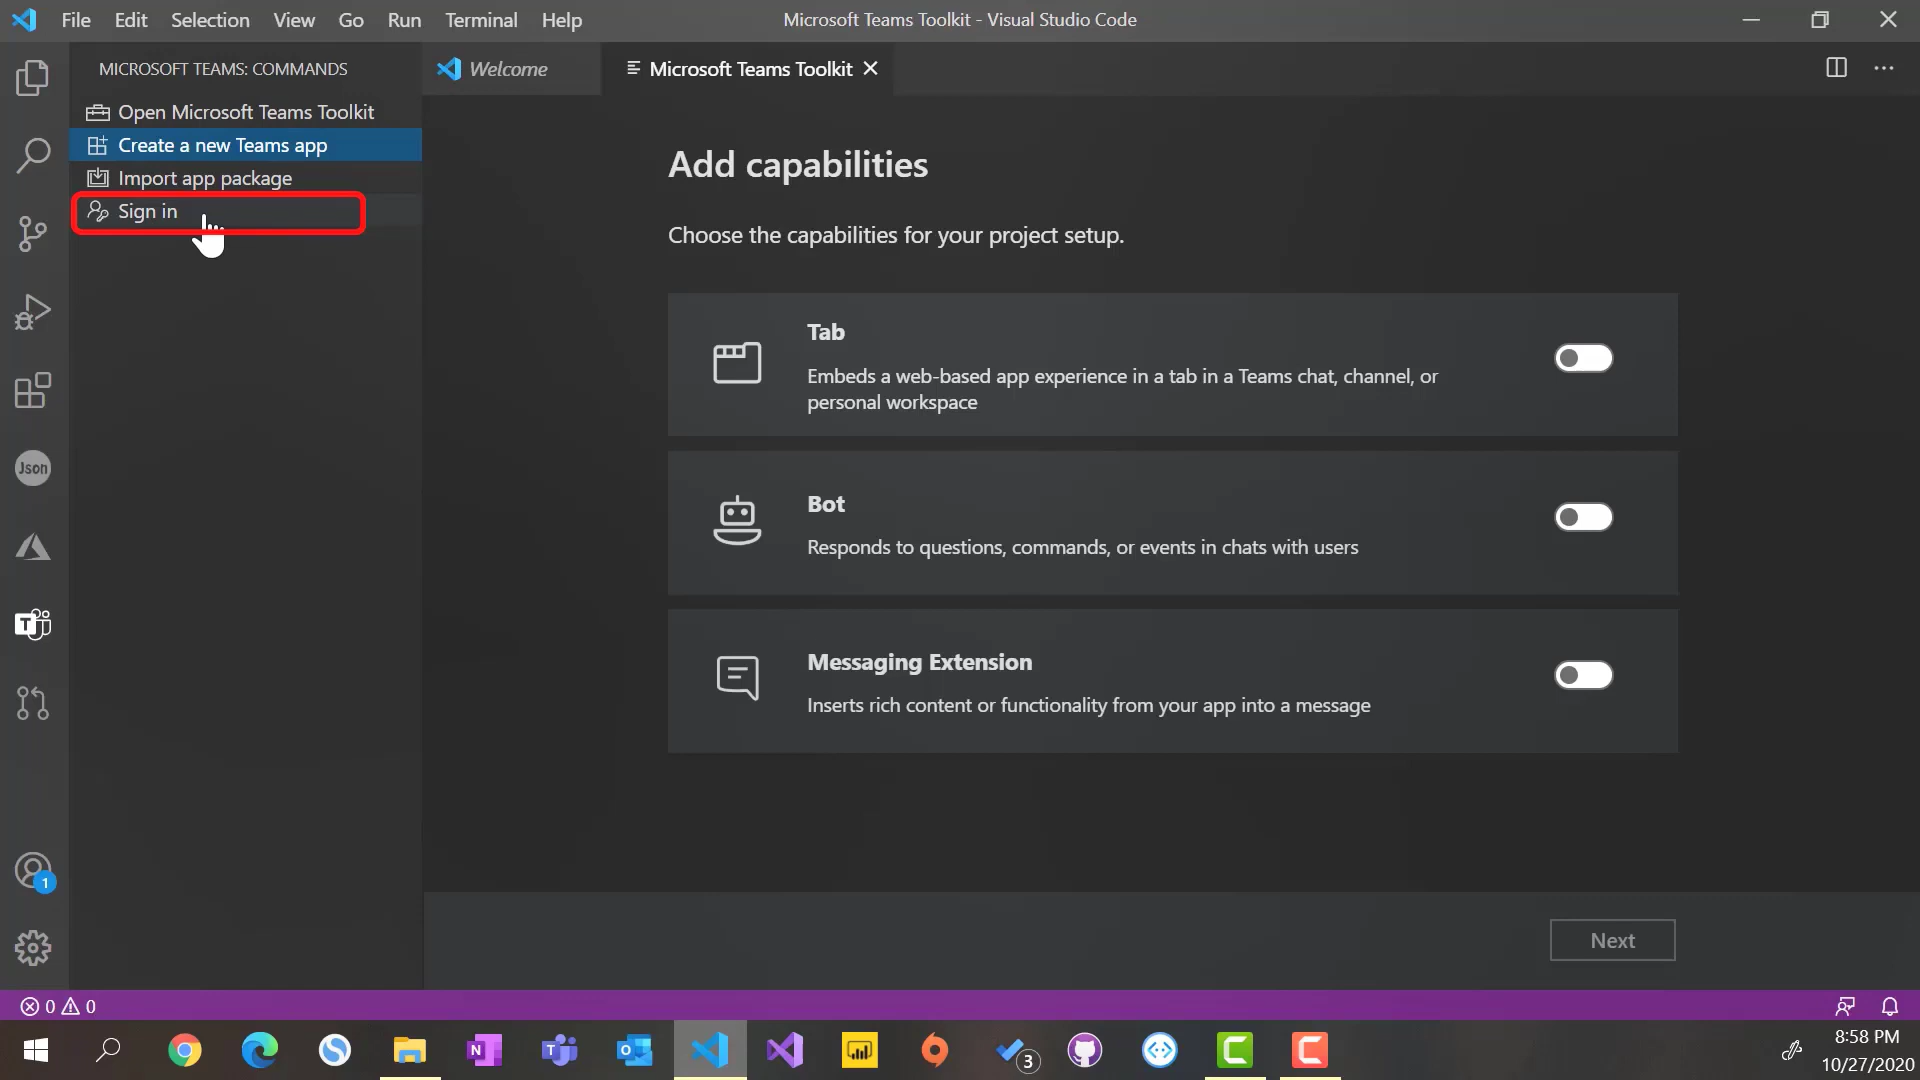 File Edit Selection View Go Run Terminal Help
Microsoft Teams Toolkit - Visual Studio Code
MICROSOFT TEAMS: COMMANDS
Open Microsoft Teams Toolkit
Create a new Teams app
Import app package
Sign in
Welcome
Microsoft Teams Toolkit
Add capabilities
Choose the capabilities for your project setup.
Tab
Embeds a web-based app experience in a tab in a Teams chat, channel, or
personal workspace
Bot
Responds to questions, commands, or events in chats with users
Messaging Extension
Inserts rich content or functionality from your app into a message
Next
Json
T
1
0 0
N
T
O
3
8:58 PM
10/27/2020